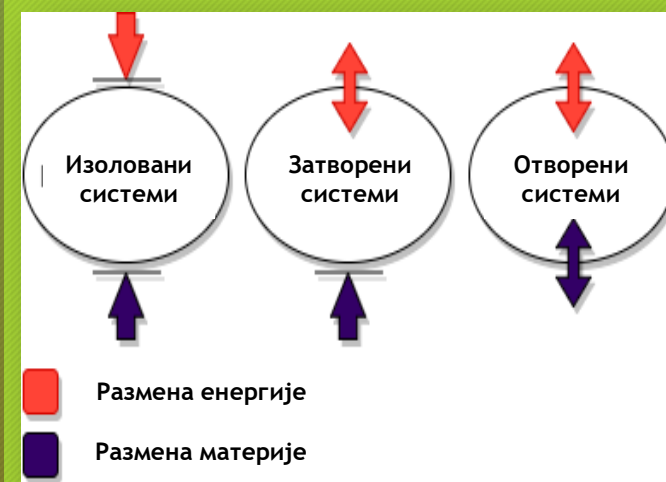 Изоловани
системи
Затворени
системи
Отворени
системи
Размена енергије
Размена материје